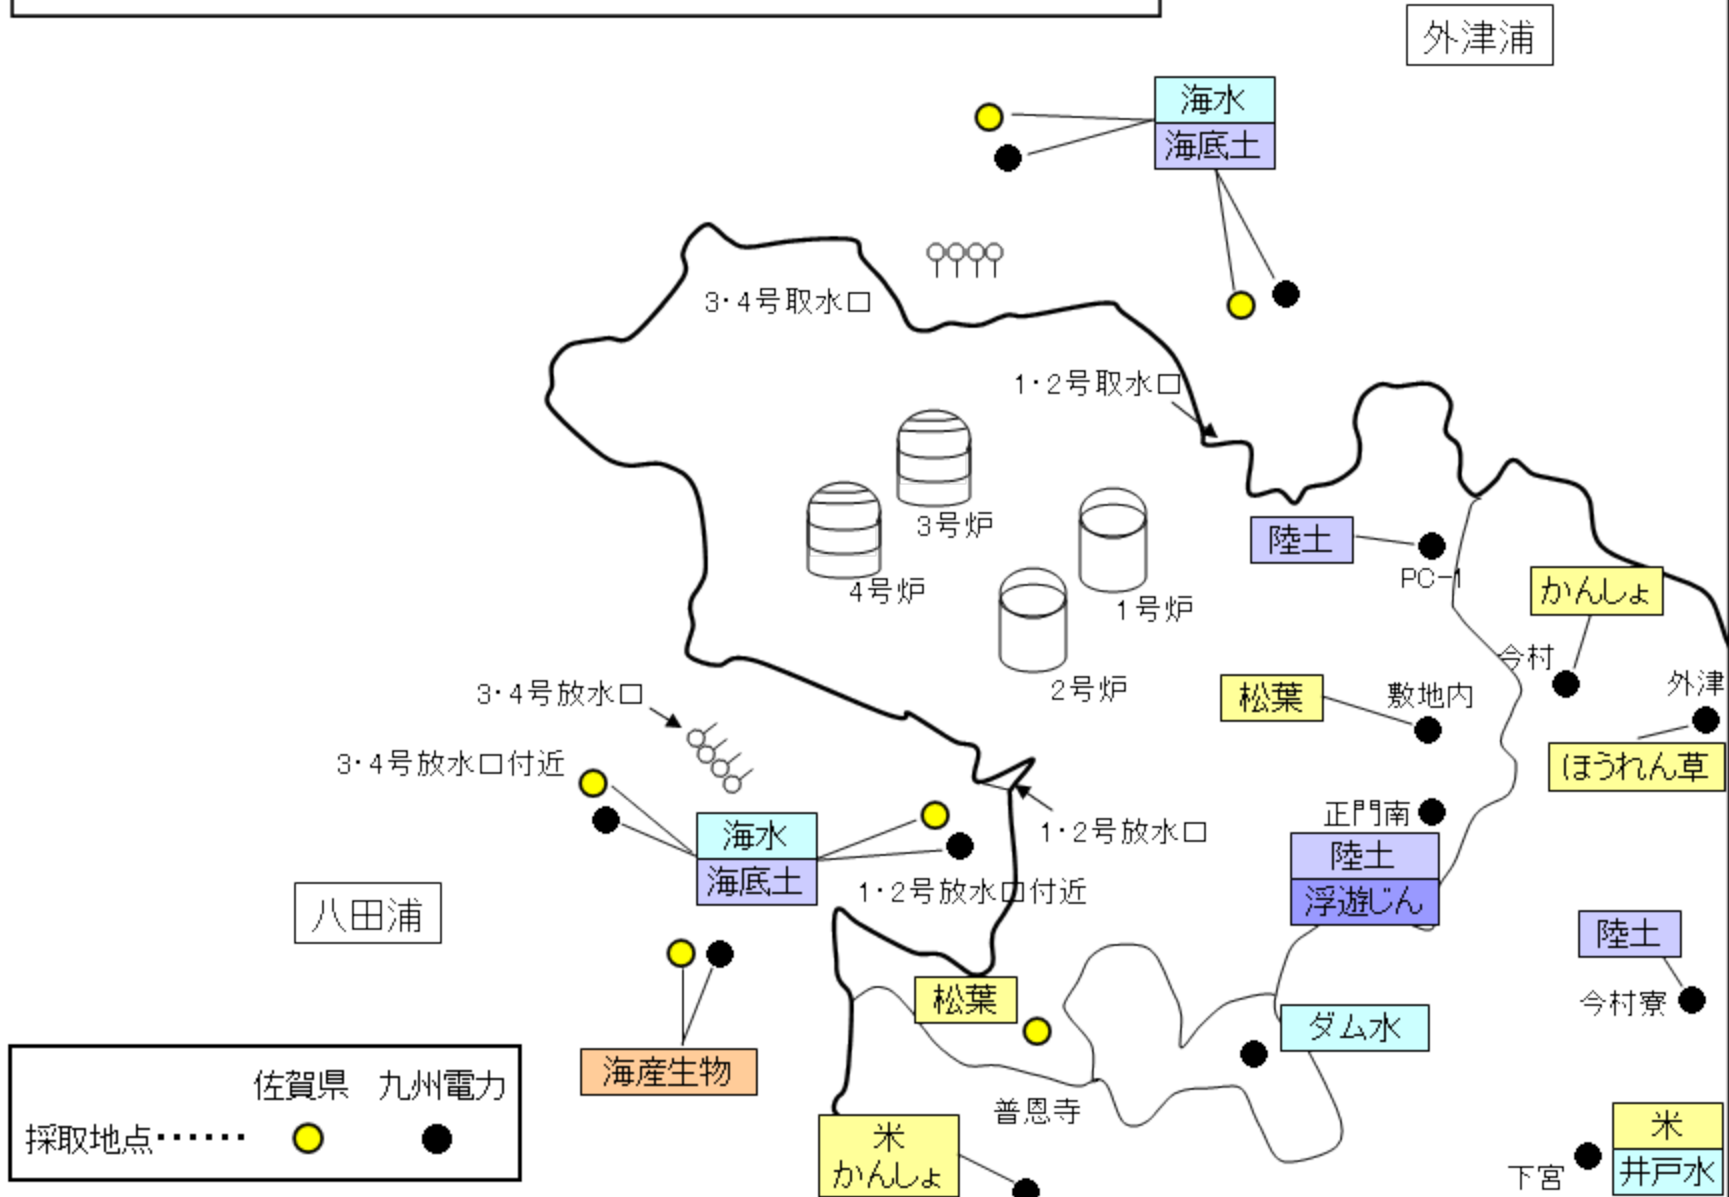 外津浦
海水
海底土
3・4号取水口
1・2号取水口
3号炉
陸土
4号炉
PC-1
かんしょ
1号炉
今村
2号炉
松葉
敷地内
外津
3・4号放水口
ほうれん草
3・4号放水口付近
正門南
海水
海底土
1・2号放水口
陸土
浮遊じん
1・2号放水口付近
八田浦
陸土
松葉
今村寮
ダム水
海産生物
佐賀県 九州電力
採取地点・・・・・・
普恩寺
米
かんしょ
米
井戸水
下宮